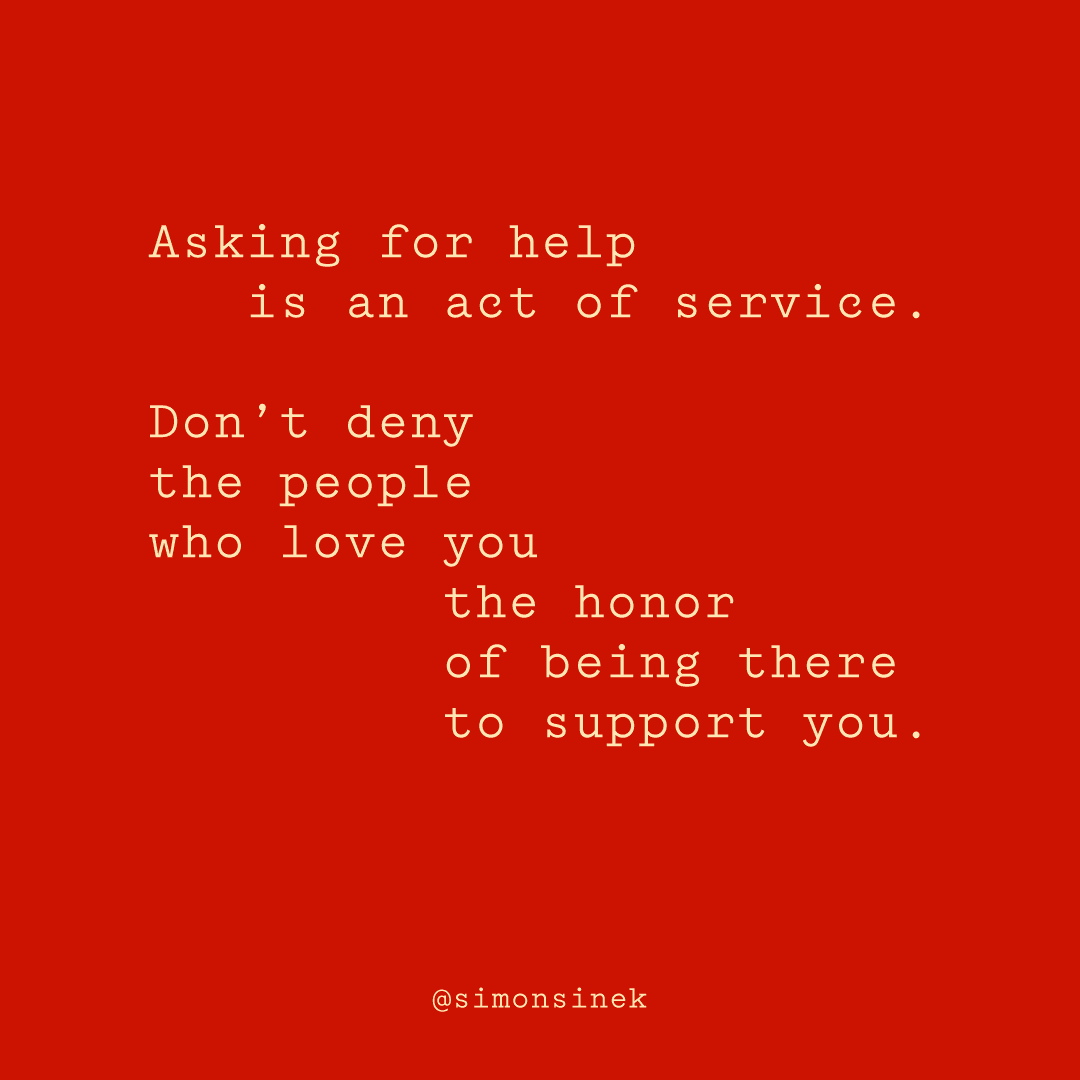 Asking for help
is an act of service.
Don’t deny
the people
who love you
the honor
of being there
to support you.
@simonsinek